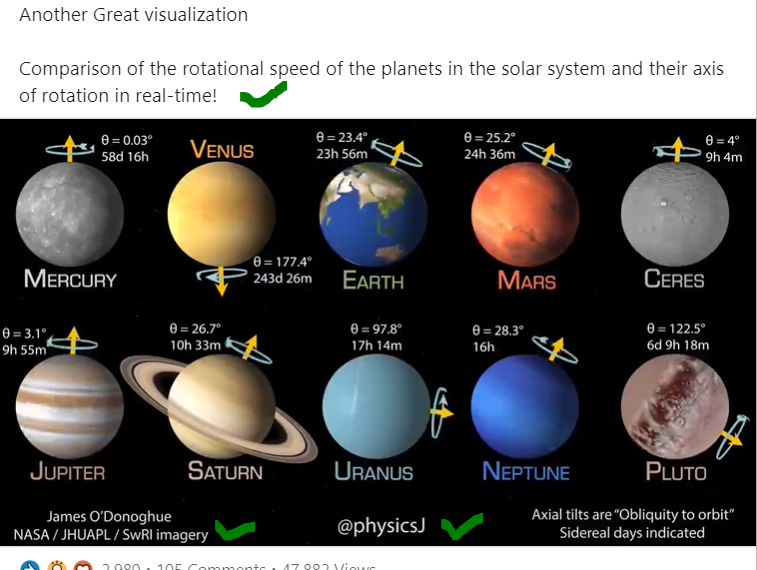 Another Great visualization
Comparison of the rotational speed of the planets in the solar system and their axis
of rotation in real-time!
θ = 0.03°
58d 16h
MERCURY
VENUS
θ = 177.4°
243d 26m
θ = 23.4°
23h 56m
EARTH
θ = 25.2°
24h 36m
MARS
θ = 4°
9h 4m
CERES
θ = 3.1°
9h 55m
JUPITER
θ = 26.7°
10h 33m
SATURN
θ = 97.8°
17h 14m
URANUS
θ = 28.3°
16h
NEPTUNE
θ = 122.5°
6d 9h 18m
PLUTO
James O'Donoghue
NASA / JHUAPL / SwRI imagery
@physicsJ
Axial tilts are "Obliquity to orbit"
Sidereal days indicated
2,980 · 105 Comments · 47,882 Views